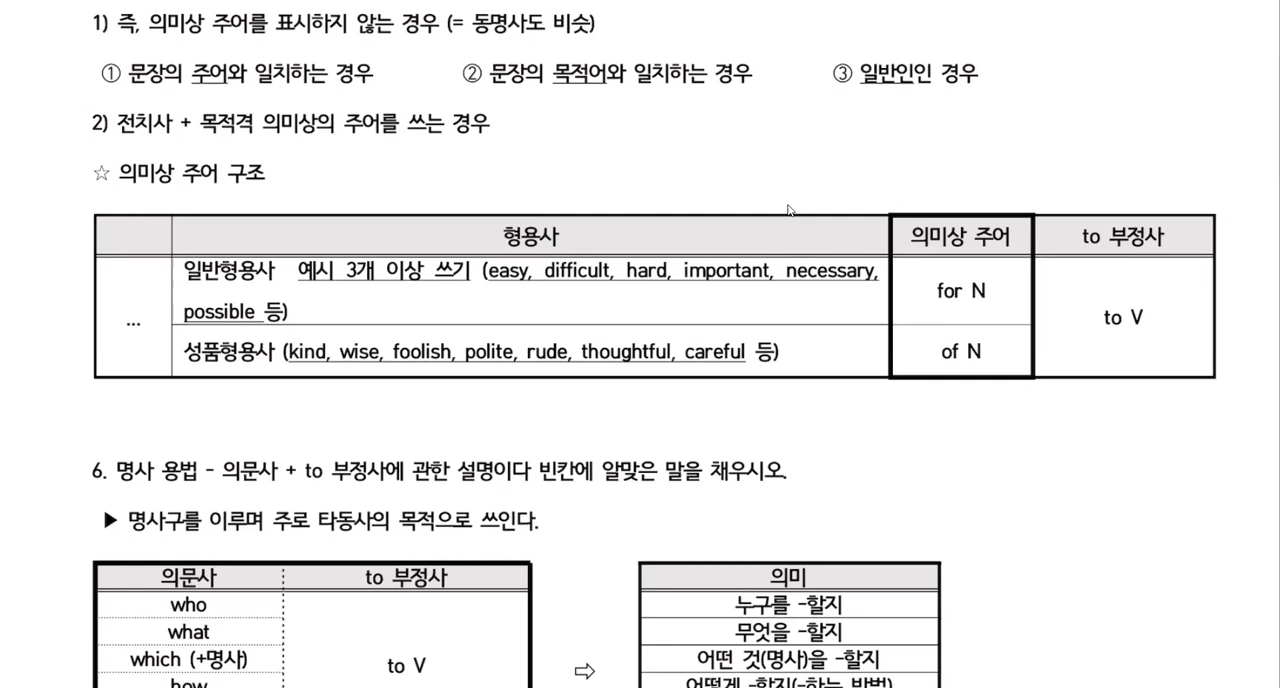 1) 즉, 의미상 주어를 표시하지 않는 경우 (= 동명사도 비슷)
① 문장의 주어와 일치하는 경우 ② 문장의 목적어와 일치하는 경우 ③ 일반인인 경우
2) 전치사 + 목적격 의미상의 주어를 쓰는 경우
☆ 의미상 주어 구조
형용사 의미상 주어 to 부정사
일반형용사 예시 3개 이상 쓰기 (easy, difficult, hard, important, necessary,
possible 등)
for N
...
to V
성품형용사 (kind, wise, foolish, polite, rude, thoughtful, careful 등) of N
6. 명사 용법 - 의문사 + to 부정사에 관한 설명이다 빈칸에 알맞은 말을 채우시오.
▶ 명사구를 이루며 주로 타동사의 목적으로 쓰인다.
의문사 to 부정사 의미
who 누구를 -할지
what 무엇을 -할지
which (+명사) 어떤 것(명사)을 -할지
to V ⇨
how 어떻게 -할지(-하는 방법)